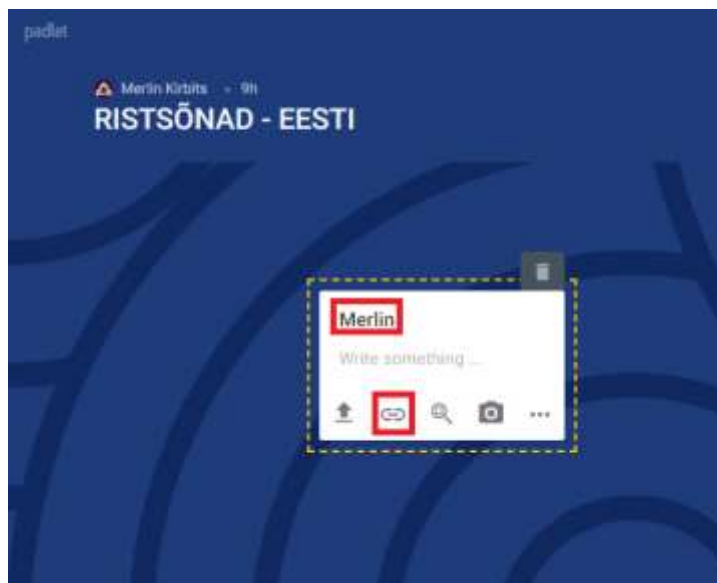 padlet
Merlin Kirbits • 9h
RISTSÕNAD - EESTI
Merlin
Write something ...